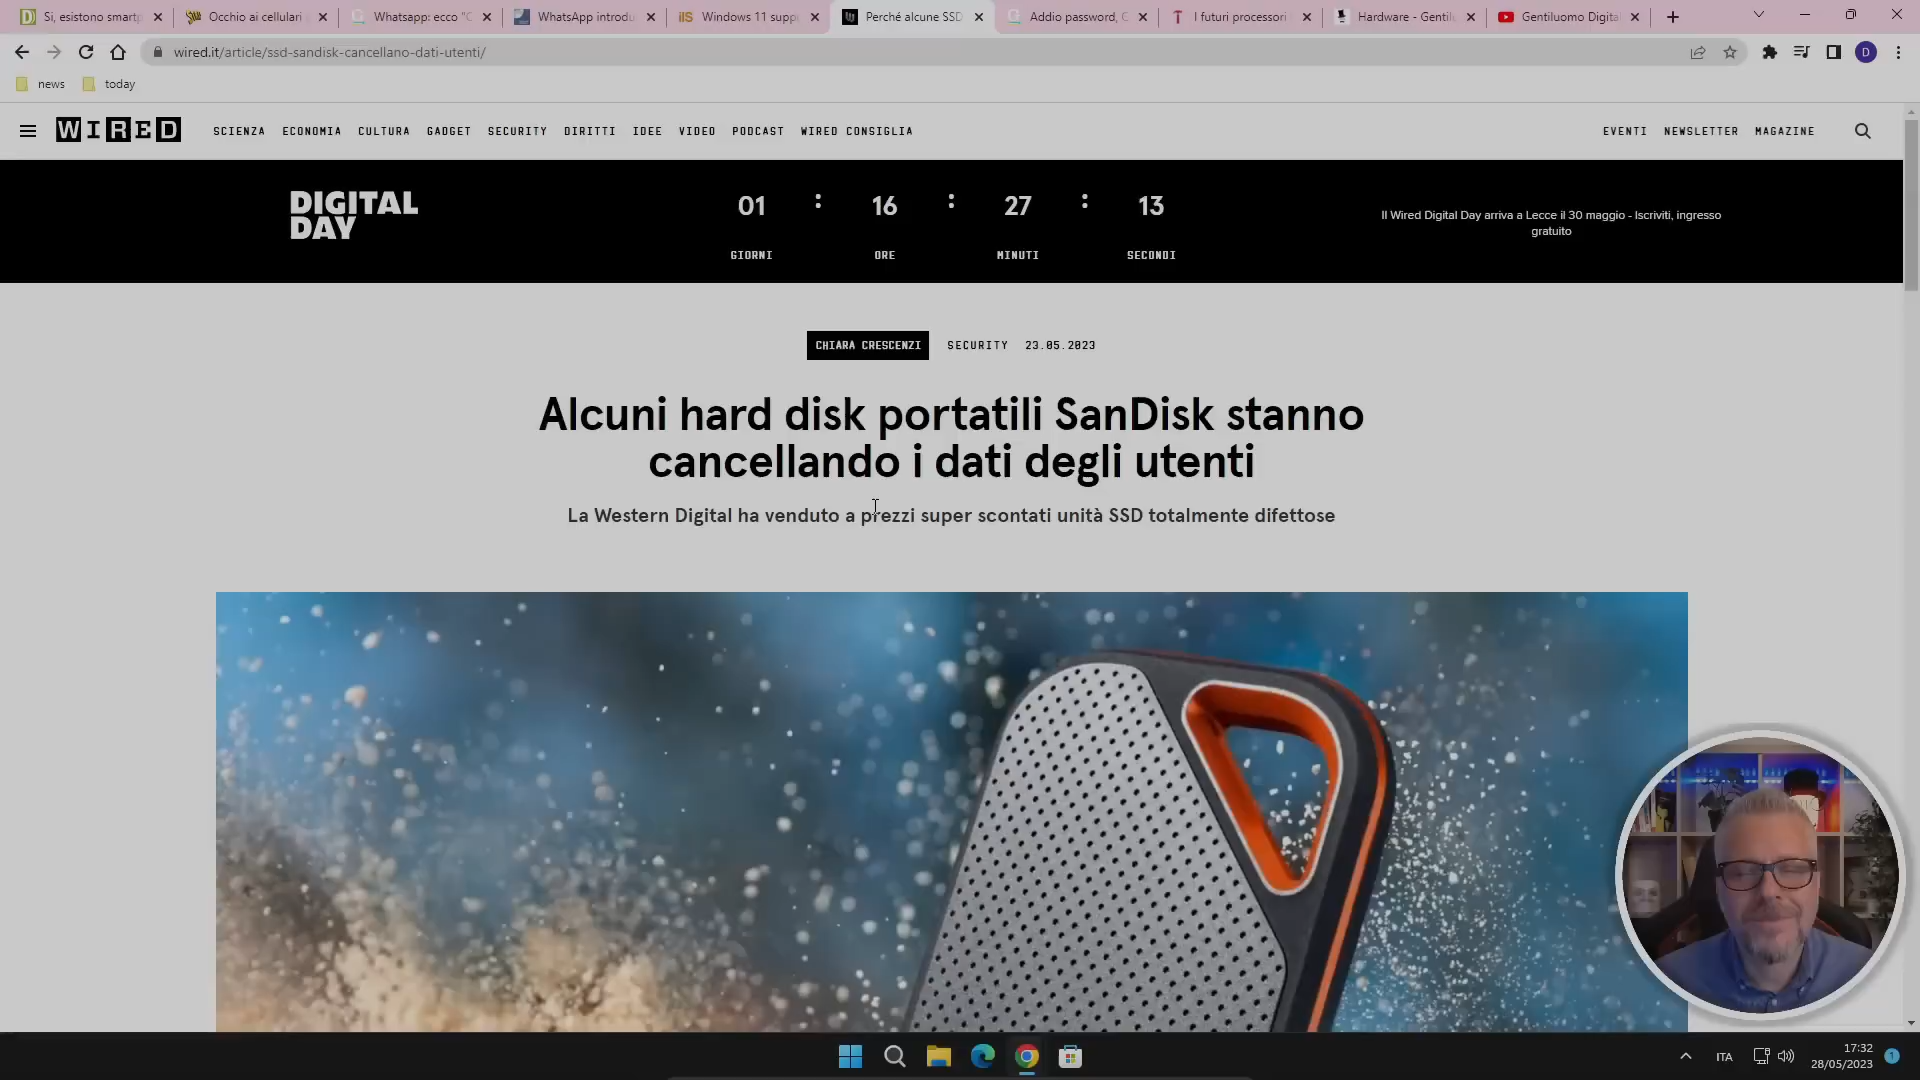 Si, esistono smartp
Occhio ai cellulari
Whatsapp: ecco "C
WhatsApp introdu
Windows 11 supp
Perché alcune SSD
Addio password, C
I futuri processori
Hardware - Gentil
Gentiluomo Digita
wired.it/article/ssd-sandisk-cancellano-dati-utenti/
D
news
today
WIRED
SCIENZA ECONOMIA CULTURA GADGET SECURITY DIRITTI IDEE VIDEO PODCAST WIRED CONSIGLIA
EVENTI NEWSLETTER MAGAZINE
DIGITAL
DAY
01 : 16 : 27 : 13
GIORNI ORE MINUTI SECONDI
Il Wired Digital Day arriva a Lecce il 30 maggio - Iscriviti, ingresso
gratuito
CHIARA CRESCENZI SECURITY 23.05.2023
Alcuni hard disk portatili SanDisk stanno
cancellando i dati degli utenti
La Western Digital ha venduto a prezzi super scontati unità SSD totalmente difettose
ITA
17:32
28/05/2023
1